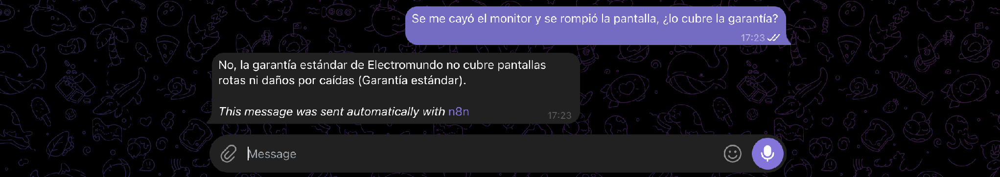 Se me cayó el monitor y se rompió la pantalla, ¿lo cubre la garantía?
17:23
No, la garantía estándar de Electromundo no cubre pantallas
rotas ni daños por caídas (Garantía estándar).
This message was sent automatically with n8n
17:23
Message